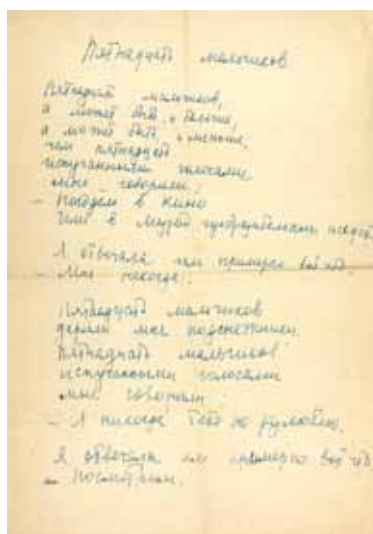 Пятнадцать мальчиков
Пятнадцать мальчиков,
а может быть, и больше,
а может быть, и меньше,
чем пятнадцать
испуганными голосами
мне говорили:
– Пойдем в кино
или в музей изобразительных искусств.
Я отвечала им примерно вот что:
– Мне некогда.
Пятнадцать мальчиков
дарили мне подснежники.
Пятнадцать мальчиков
испуганными голосами
мне говорили:
– Я никогда тебя не разлюблю.
Я отвечала им примерно вот что:
– Посмотрим.